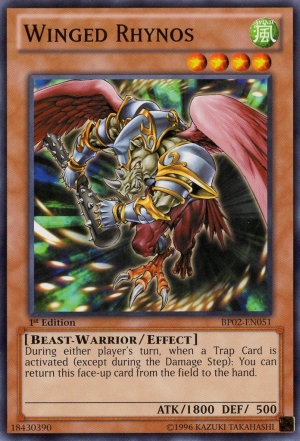 WINGED RHYNOS
WIND
風
1st Edition
BP02-EN051
[BEAST-WARRIOR/EFFECT]
During either player's turn, when a Trap Card is
activated (except during the Damage Step): You can
return this face-up card from the field to the hand.
ATK/1800 DEF/ 500
18430390
©1996 KAZUKI TAKAHASHI